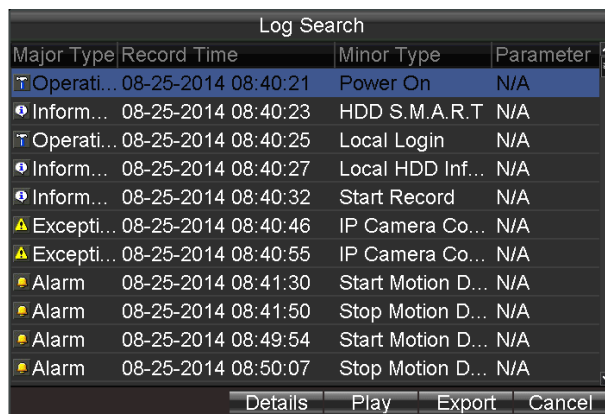 Log Search
Major Type Record Time Minor Type Parameter
Operati... 08-25-2014 08:40:21 Power On N/A
Inform... 08-25-2014 08:40:23 HDD S.M.A.R.T N/A
Operati... 08-25-2014 08:40:25 Local Login N/A
Inform... 08-25-2014 08:40:27 Local HDD Inf... N/A
Inform... 08-25-2014 08:40:32 Start Record N/A
Excepti... 08-25-2014 08:40:46 IP Camera Co... N/A
Excepti... 08-25-2014 08:40:55 IP Camera Co... N/A
Alarm 08-25-2014 08:41:30 Start Motion D... N/A
Alarm 08-25-2014 08:41:50 Stop Motion D... N/A
Alarm 08-25-2014 08:49:54 Start Motion D... N/A
Alarm 08-25-2014 08:50:07 Stop Motion D... N/A
Details Play Export Cancel